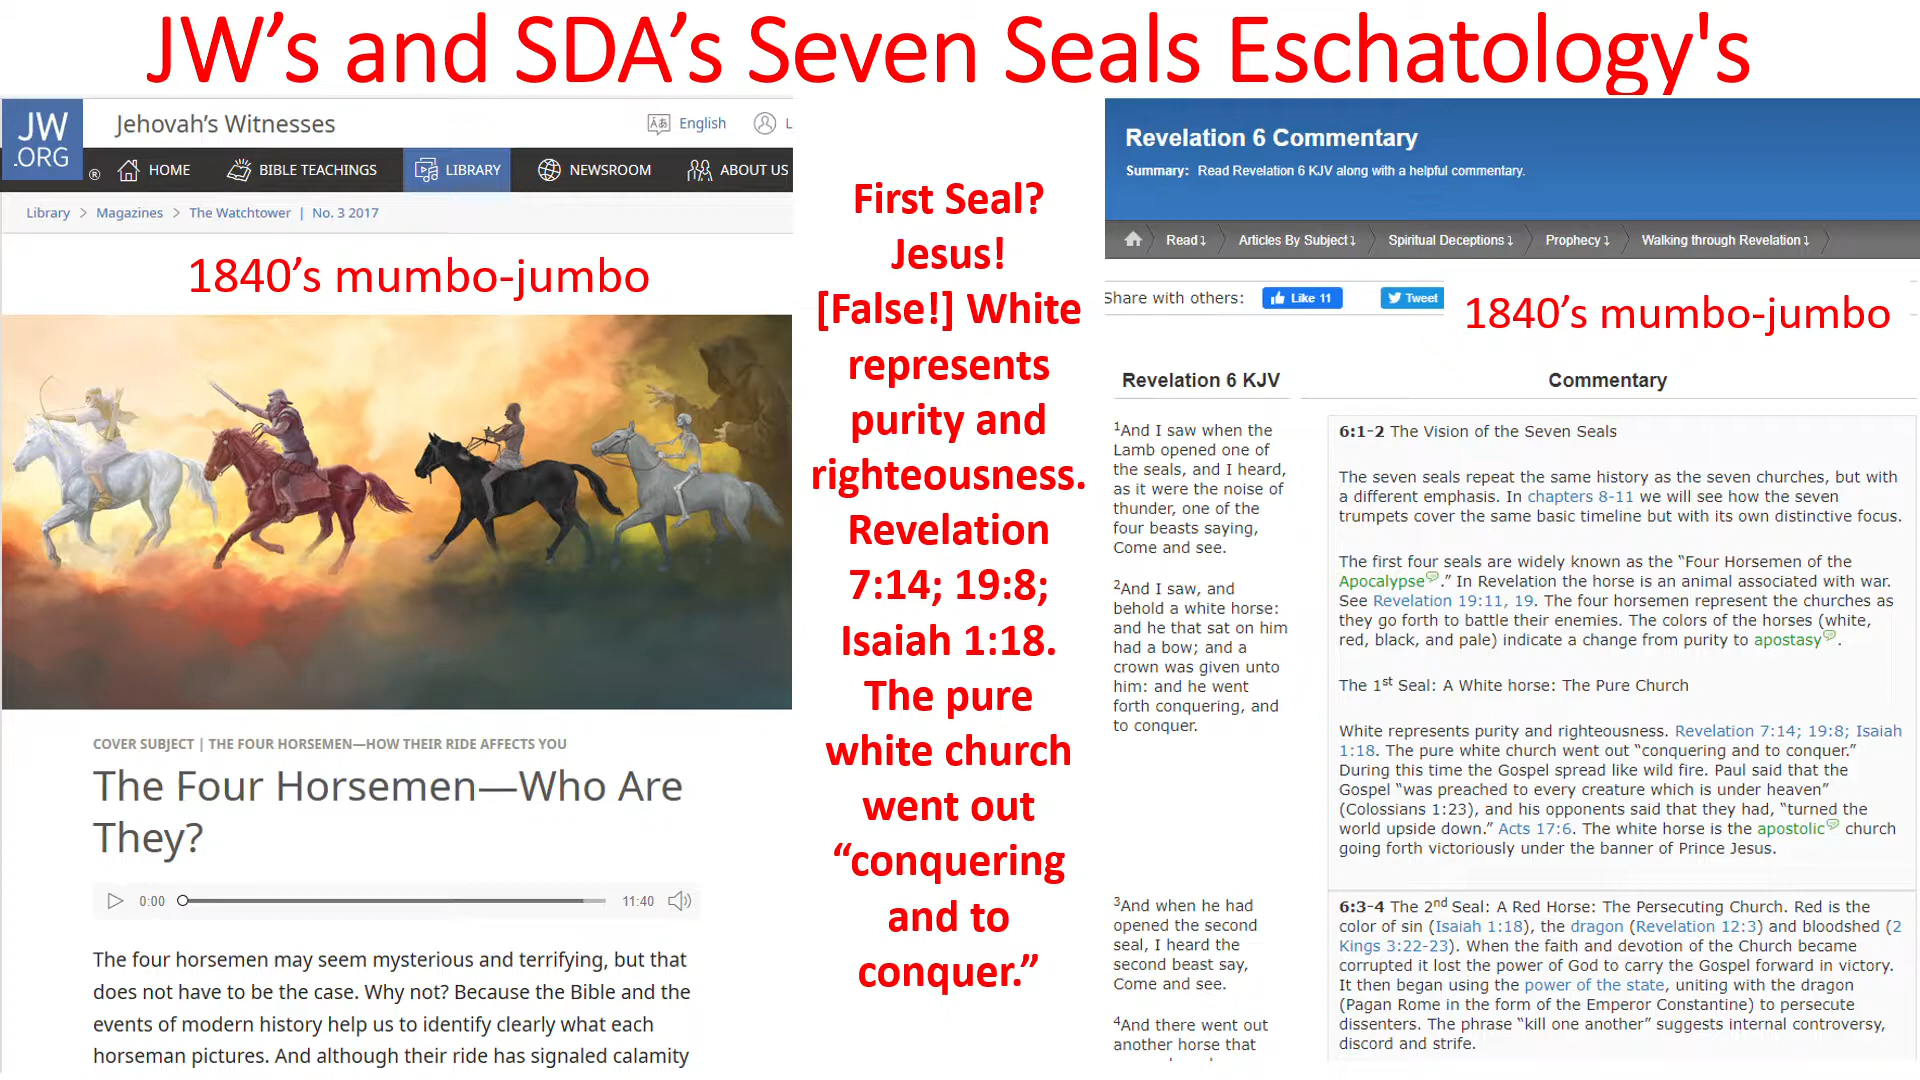 JW's and SDA's Seven Seals Eschatology's
JW
.ORG
®
Jehovah's Witnesses
English
L
HOME
BIBLE TEACHINGS
LIBRARY
NEWSROOM
ABOUT US
Library > Magazines > The Watchtower | No. 3 2017
1840's mumbo-jumbo
COVER SUBJECT | THE FOUR HORSEMEN—HOW THEIR RIDE AFFECTS YOU
The Four Horsemen—Who Are
They?
0:00
11:40
The four horsemen may seem mysterious and terrifying, but that
does not have to be the case. Why not? Because the Bible and the
events of modern history help us to identify clearly what each
horseman pictures. And although their ride has signaled calamity
First Seal?
Jesus!
[False!] White
represents
purity and
righteousness.
Revelation
7:14; 19:8;
Isaiah 1:18.
The pure
white church
went out
“conquering
and to
conquer.”
Revelation 6 Commentary
Summary: Read Revelation 6 KJV along with a helpful commentary.
Read
Articles By Subject
Spiritual Deceptions
Prophecy
Walking through Revelation
Share with others:
Like 11
Tweet
1840's mumbo-jumbo
Revelation 6 KJV
1And I saw when the
Lamb opened one of
the seals, and I heard,
as it were the noise of
thunder, one of the
four beasts saying,
Come and see.
2And I saw, and
behold a white horse:
and he that sat on him
had a bow; and a
crown was given unto
him: and he went
forth conquering, and
to conquer.
3And when he had
opened the second
seal, I heard the
second beast say,
Come and see.
4And there went out
another horse that
Commentary
6:1-2 The Vision of the Seven Seals
The seven seals repeat the same history as the seven churches, but with
a different emphasis. In chapters 8-11 we will see how the seven
trumpets cover the same basic timeline but with its own distinctive focus.
The first four seals are widely known as the “Four Horsemen of the
Apocalypse.” In Revelation the horse is an animal associated with war.
See Revelation 19:11, 19. The four horsemen represent the churches as
they go forth to battle their enemies. The colors of the horses (white,
red, black, and pale) indicate a change from purity to apostasy.
The 1st Seal: A White horse: The Pure Church
White represents purity and righteousness. Revelation 7:14; 19:8; Isaiah
1:18. The pure white church went out “conquering and to conquer.”
During this time the Gospel spread like wild fire. Paul said that the
Gospel “was preached to every creature which is under heaven”
(Colossians 1:23), and his opponents said that they had, “turned the
world upside down.” Acts 17:6. The white horse is the apostolic church
going forth victoriously under the banner of Prince Jesus.
6:3-4 The 2nd Seal: A Red Horse: The Persecuting Church. Red is the
color of sin (Isaiah 1:18), the dragon (Revelation 12:3) and bloodshed (2
Kings 3:22-23). When the faith and devotion of the Church became
corrupted it lost the power of God to carry the Gospel forward in victory.
It then began using the power of the state, uniting with the dragon
(Pagan Rome in the form of the Emperor Constantine) to persecute
dissenters. The phrase “kill one another” suggests internal controversy,
discord and strife.